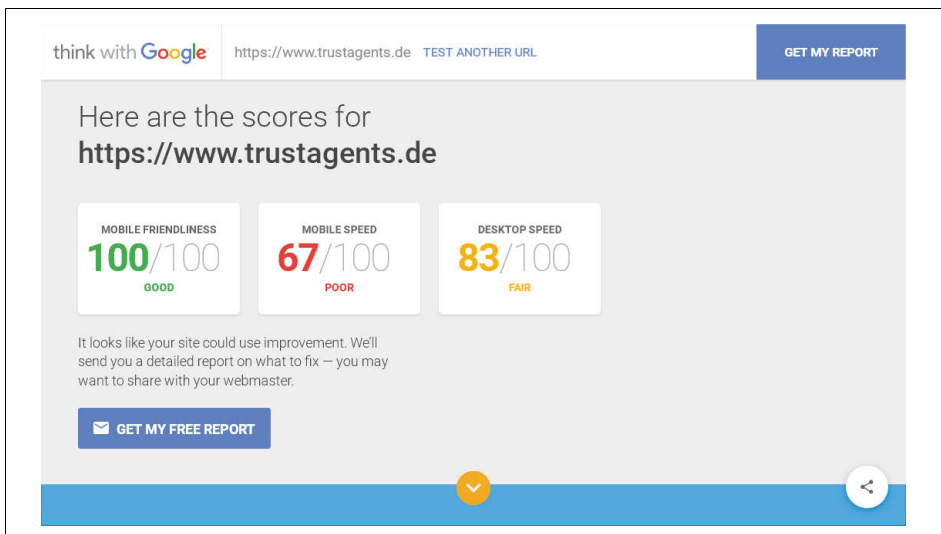 think with Google https://www.trustagents.de TEST ANOTHER URL GET MY REPORT
Here are the scores for
https://www.trustagents.de
MOBILE FRIENDLINESS MOBILE SPEED DESKTOP SPEED
100/100 67/100 83/100
GOOD POOR FAIR
It looks like your site could use improvement. We'll
send you a detailed report on what to fix — you may
want to share with your webmaster.
GET MY FREE REPORT